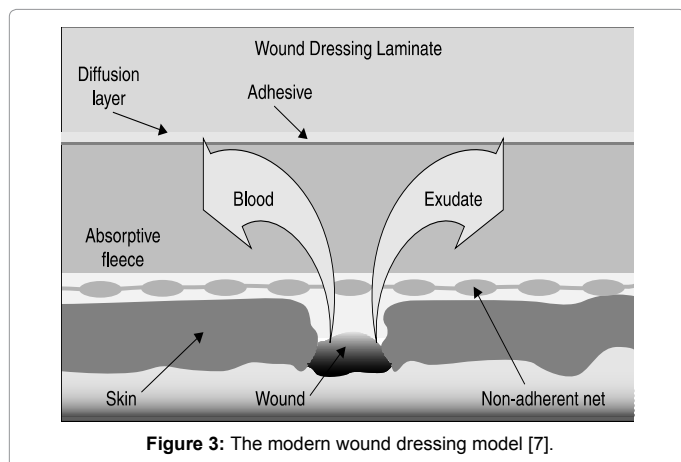 Wound Dressing Laminate
Diffusion
layer
Adhesive
Blood
Exudate
Absorptive
fleece
Skin
Wound
Non-adherent net
Figure 3: The modern wound dressing model [7].